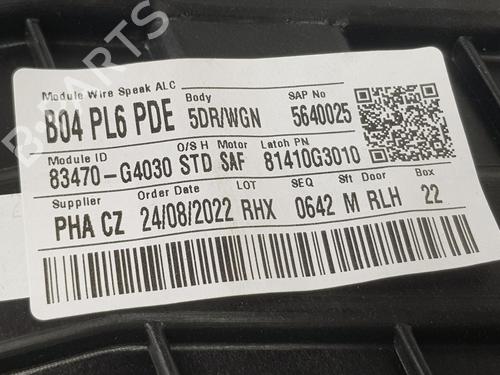 Module Wire Speak ALC Body SAP No
B04 PL6 PDE 5DR/WGN 5640025
Module ID O/S H Motor Latch PN
83470-G4030 STD SAF 81410G3010
Supplier Order Date LOT SEQ Sft Door Box
PHA CZ 24/08/2022 RHX 0642 M RLH 22
B-PARTS